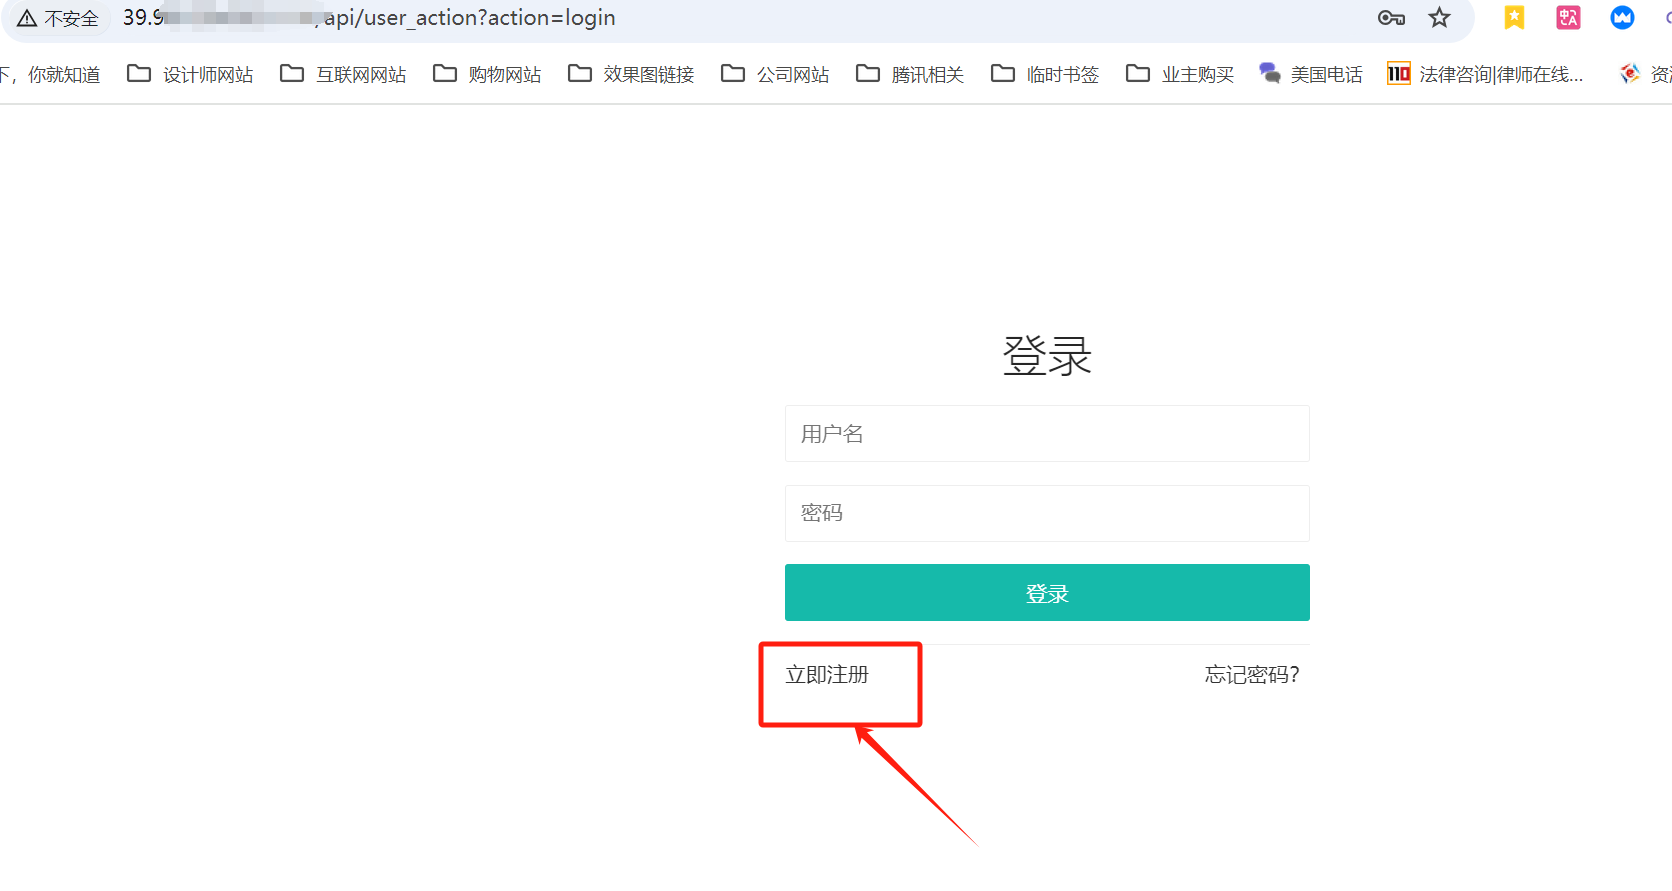 不安全 39.9 /api/user_action?action=login
下，你就知道 设计师网站 互联网网站 购物网站 效果图链接 公司网站 腾讯相关 临时书签 业主购买 美国电话 110 法律咨询|律师在线...
登录
用户名
密码
登录
立即注册 忘记密码?